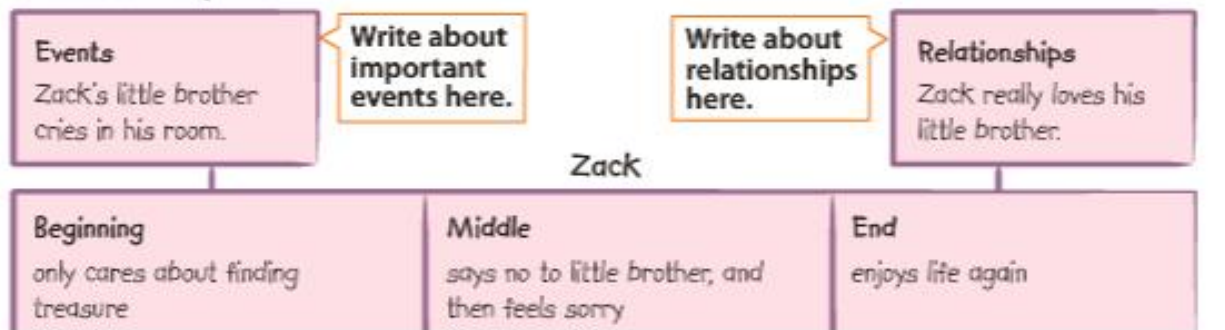 Events
Zack's little brother
cries in his room.
Write about
important
events here.
Write about
relationships
here.
Relationships
Zack really loves his
little brother.
Zack
Beginning
only cares about finding
treasure
Middle
says no to little brother, and
then feels sorry
End
enjoys life again